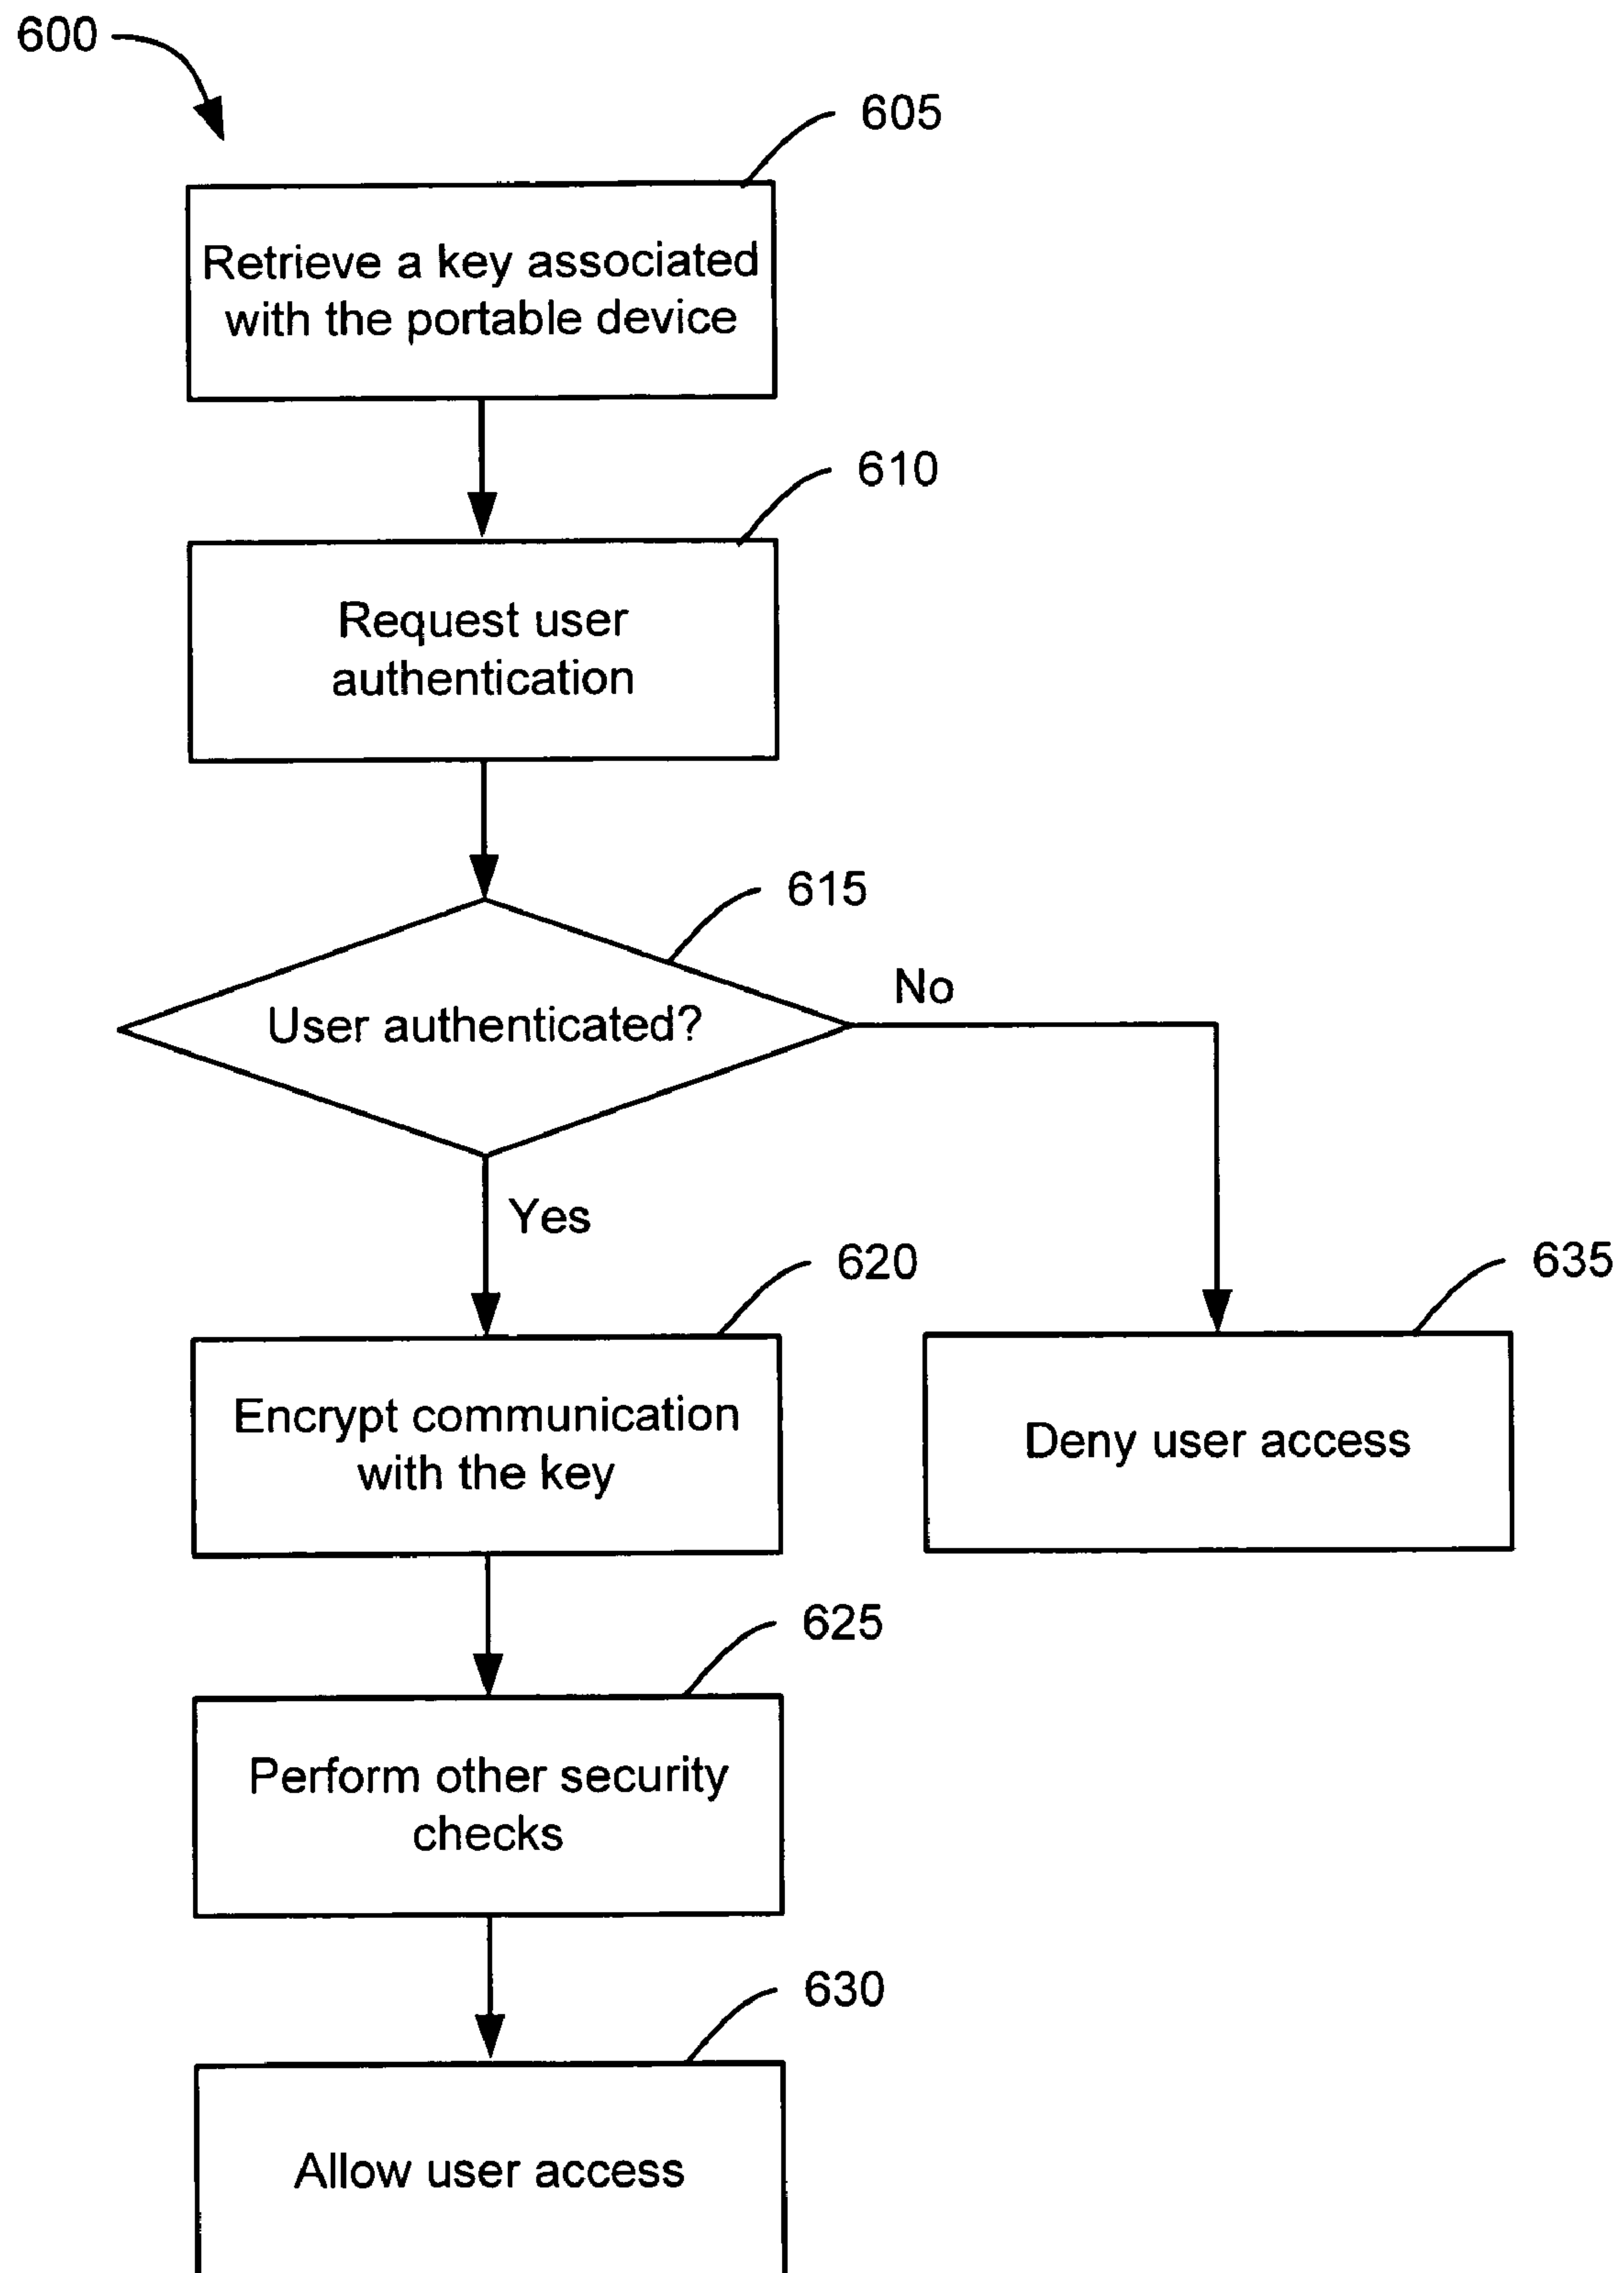 600
605
Retrieve a key associated
with the portable device
610
Request user
authentication
615
User authenticated?
No
Yes
620
635
Encrypt communication
with the key
Deny user access
625
Perform other security
checks
630
Allow user access